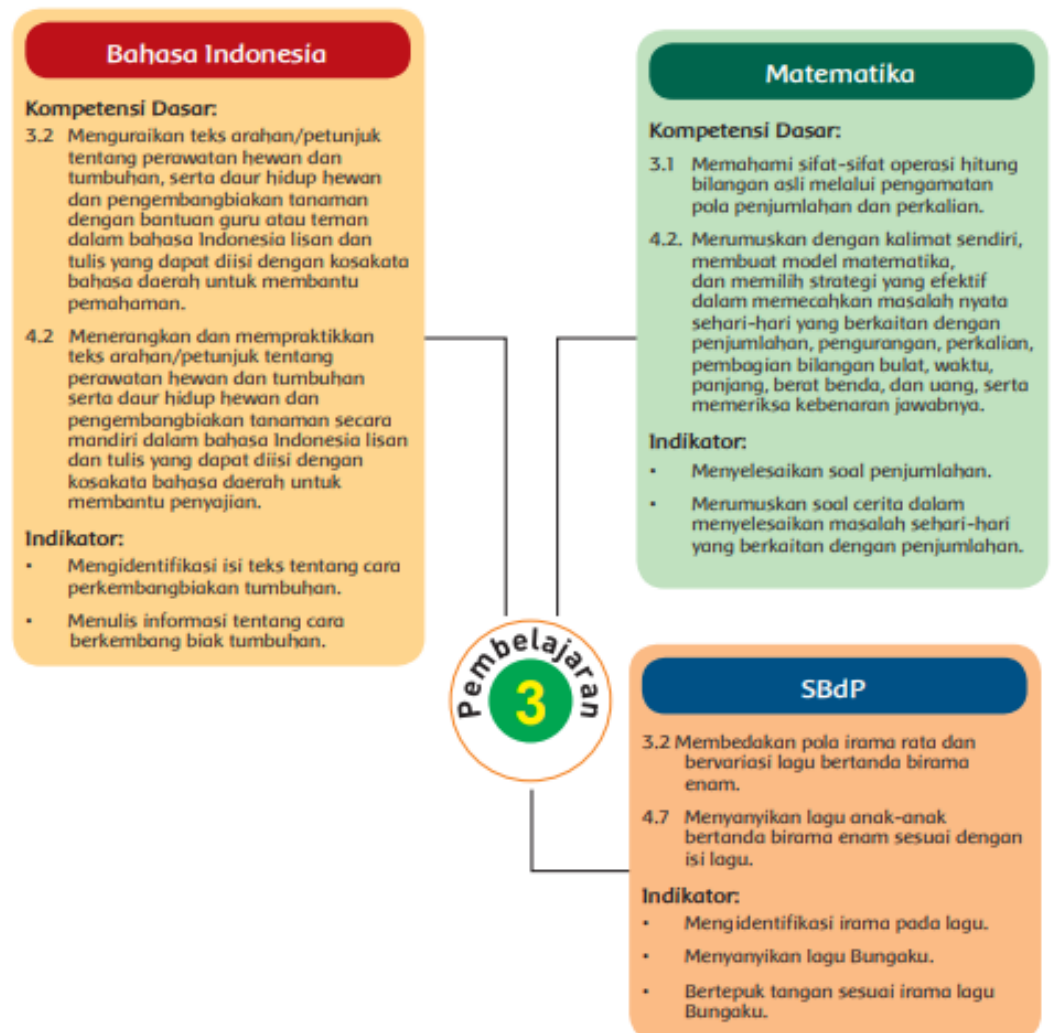 Bahasa Indonesia
Kompetensi Dasar:
3.2 Menguraikan teks arahan/petunjuk
tentang perawatan hewan dan
tumbuhan, serta daur hidup hewan
dan pengembangbiakan tanaman
dengan bantuan guru atau teman
dalam bahasa Indonesia lisan dan
tulis yang dapat diisi dengan kosakata
bahasa daerah untuk membantu
pemahaman.
4.2 Menerangkan dan mempraktikkan
teks arahan/petunjuk tentang
perawatan hewan dan tumbuhan
serta daur hidup hewan dan
pengembangbiakan tanaman secara
mandiri dalam bahasa Indonesia lisan
dan tulis yang dapat diisi dengan
kosakata bahasa daerah untuk
membantu penyajian.
Indikator:
• Mengidentifikasi isi teks tentang cara
perkembangbiakan tumbuhan.
• Menulis informasi tentang cara
berkembang biak tumbuhan.
Matematika
Kompetensi Dasar:
3.1 Memahami sifat-sifat operasi hitung
bilangan asli melalui pengamatan
pola penjumlahan dan perkalian.
4.2. Merumuskan dengan kalimat sendiri,
membuat model matematika,
dan memilih strategi yang efektif
dalam memecahkan masalah nyata
sehari-hari yang berkaitan dengan
penjumlahan, pengurangan, perkalian,
pembagian bilangan bulat, waktu,
panjang, berat benda, dan uang, serta
memeriksa kebenaran jawabnya.
Indikator:
• Menyelesaikan soal penjumlahan.
• Merumuskan soal cerita dalam
menyelesaikan masalah sehari-hari
yang berkaitan dengan penjumlahan.
Pembelajaran
3
SBdP
3.2 Membedakan pola irama rata dan
bervariasi lagu bertanda birama
enam.
4.7 Menyanyikan lagu anak-anak
bertanda birama enam sesuai dengan
isi lagu.
Indikator:
• Mengidentifikasi irama pada lagu.
• Menyanyikan lagu Bungaku.
• Bertepuk tangan sesuai irama lagu
Bungaku.